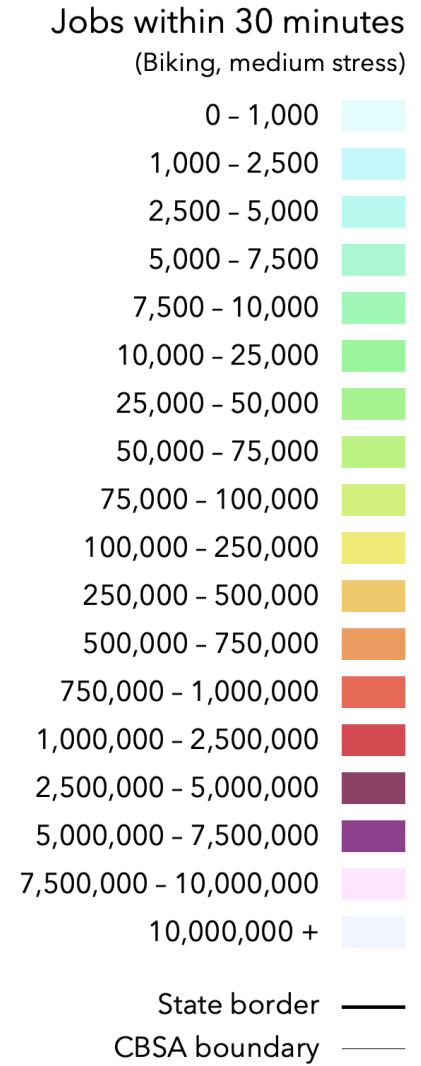 Jobs within 30 minutes
(Biking, medium stress)
0 – 1,000
1,000 – 2,500
2,500 – 5,000
5,000 – 7,500
7,500 – 10,000
10,000 – 25,000
25,000 – 50,000
50,000 – 75,000
75,000 – 100,000
100,000 – 250,000
250,000 – 500,000
500,000 – 750,000
750,000 – 1,000,000
1,000,000 – 2,500,000
2,500,000 – 5,000,000
5,000,000 – 7,500,000
7,500,000 – 10,000,000
10,000,000 +
State border
CBSA boundary